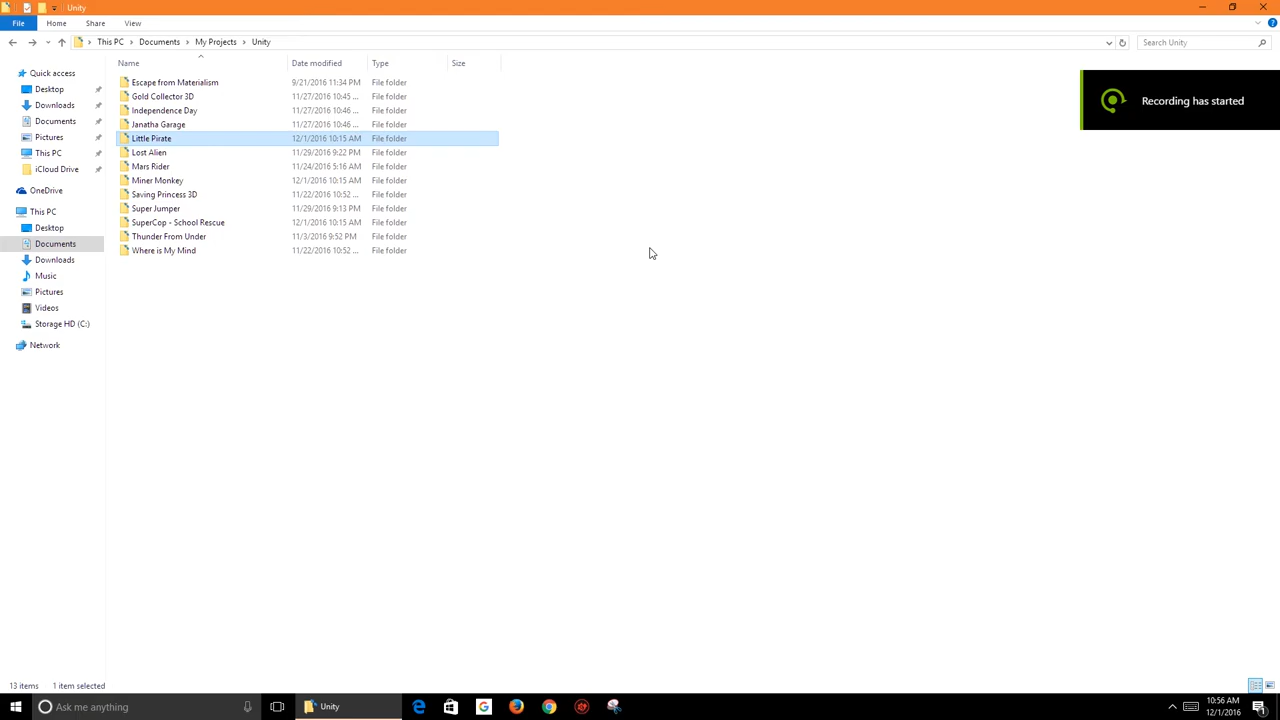 Unity
File Home Share View
This PC Documents My Projects Unity Search Unity
Name Date modified Type Size
Quick access
Desktop
Downloads
Documents
Pictures
This PC
iCloud Drive
OneDrive
This PC
Desktop
Documents
Downloads
Music
Pictures
Videos
Storage HD (C:)
Network
Escape from Materialism 9/21/2016 11:34 PM File folder
Gold Collector 3D 11/27/2016 10:45 ... File folder
Independence Day 11/27/2016 10:46 ... File folder
Janatha Garage 11/27/2016 10:46 ... File folder
Little Pirate 12/1/2016 10:15 AM File folder
Lost Alien 11/29/2016 9:22 PM File folder
Mars Rider 11/24/2016 5:16 AM File folder
Miner Monkey 12/1/2016 10:15 AM File folder
Saving Princess 3D 11/22/2016 10:52 ... File folder
Super Jumper 11/29/2016 9:13 PM File folder
SuperCop - School Rescue 12/1/2016 10:15 AM File folder
Thunder From Under 11/3/2016 9:52 PM File folder
Where is My Mind 11/22/2016 10:52 ... File folder
Recording has started
13 items 1 item selected
Ask me anything Unity 10:56 AM
12/1/2016